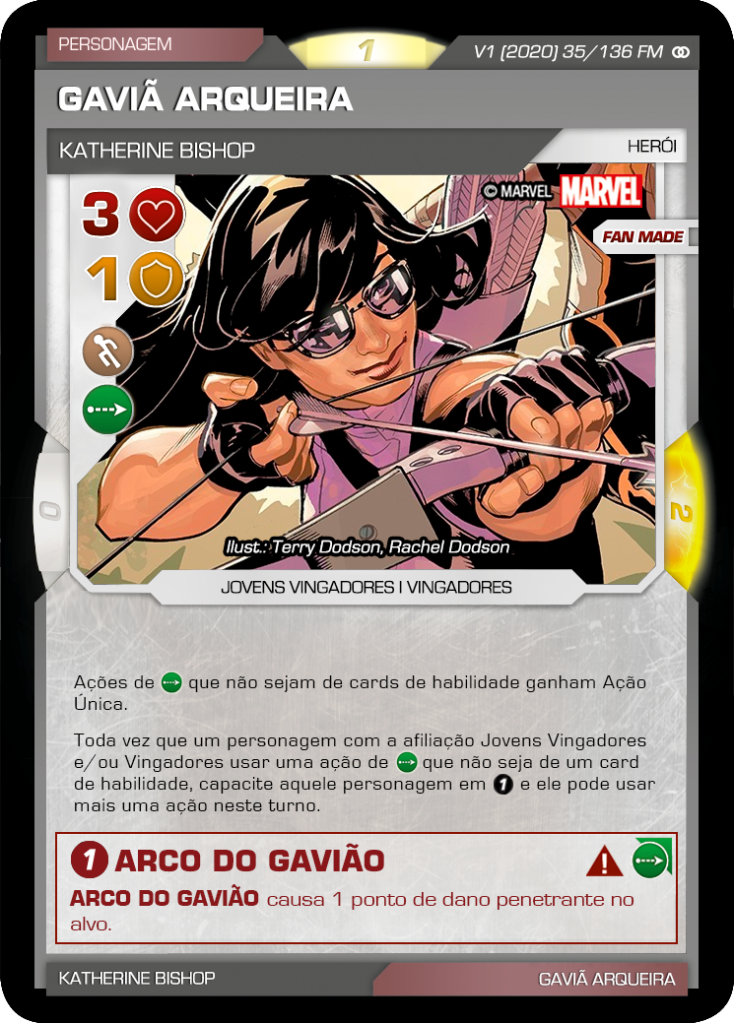 PERSONAGEM
1
V1 (2020) 35/136 FM
GAVIÃ ARQUEIRA
KATHERINE BISHOP
HERÓI
© MARVEL MARVEL
3
FAN MADE
1
0
2
Ilust.: Terry Dodson, Rachel Dodson
JOVENS VINGADORES | VINGADORES
Ações de que não sejam de cards de habilidade ganham Ação
Única.
Toda vez que um personagem com a afiliação Jovens Vingadores
e/ou Vingadores usar uma ação de que não seja de um card
de habilidade, capacite aquele personagem em 1 e ele pode usar
mais uma ação neste turno.
1 ARCO DO GAVIÃO
ARCO DO GAVIÃO causa 1 ponto de dano penetrante no
alvo.
KATHERINE BISHOP
GAVIÃ ARQUEIRA